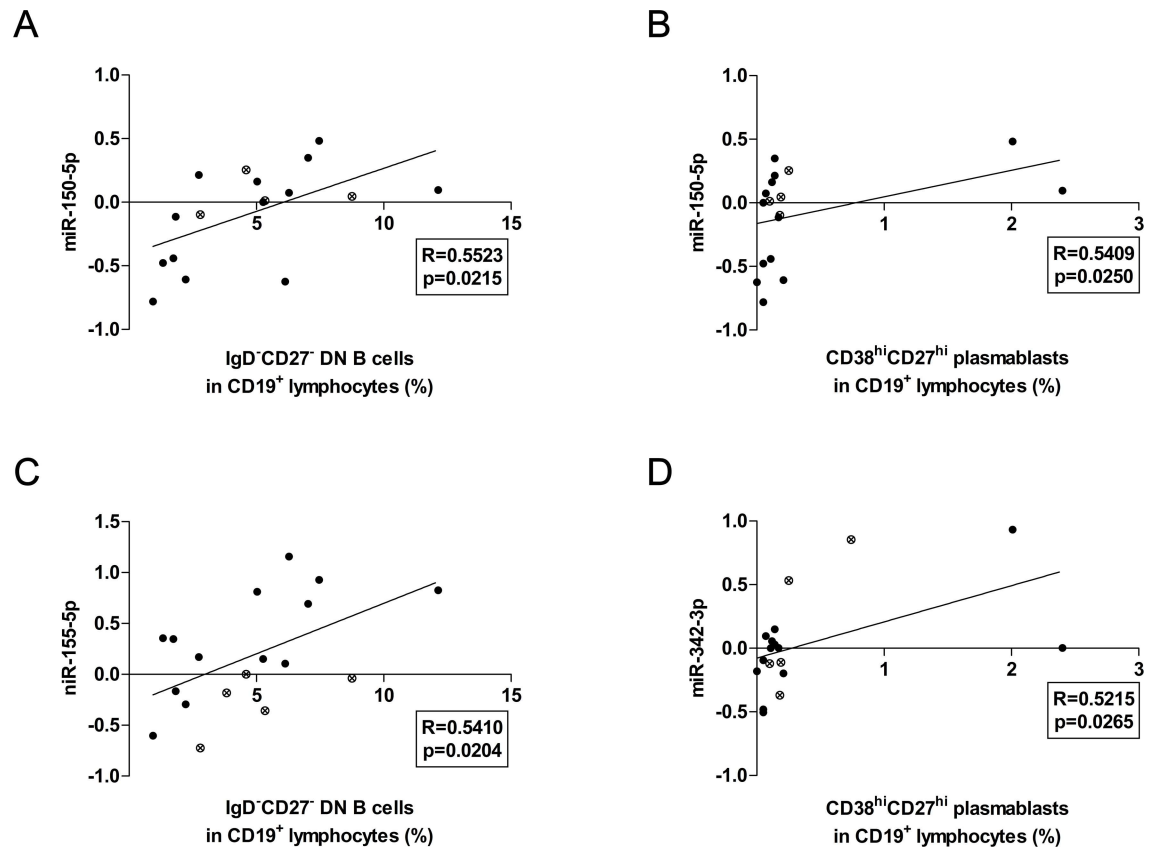 A
1.0
0.5
0.0
-0.5
-1.0
miR-150-5p
5
10
15
R=0.5523
p=0.0215
IgD⁻CD27⁻ DN B cells
in CD19⁺ lymphocytes (%)
B
1.0
0.5
0.0
-0.5
-1.0
miR-150-5p
1
2
3
R=0.5409
p=0.0250
CD38ʰⁱCD27ʰⁱ plasmablasts
in CD19⁺ lymphocytes (%)
C
1.5
1.0
0.5
0.0
-0.5
-1.0
niR-155-5p
5
10
15
R=0.5410
p=0.0204
IgD⁻CD27⁻ DN B cells
in CD19⁺ lymphocytes (%)
D
1.0
0.5
0.0
-0.5
-1.0
miR-342-3p
1
2
3
R=0.5215
p=0.0265
CD38ʰⁱCD27ʰⁱ plasmablasts
in CD19⁺ lymphocytes (%)